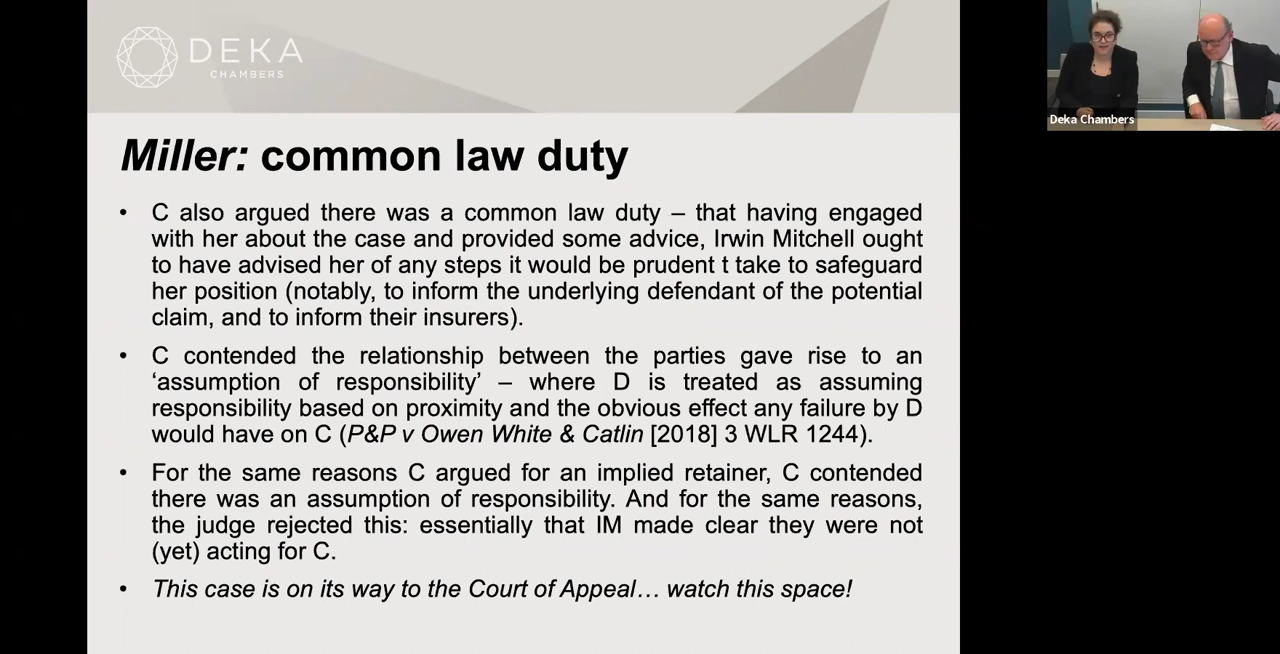 DEKA
CHAMBERS
Deka Chambers
Miller: common law duty
• C also argued there was a common law duty – that having engaged
with her about the case and provided some advice, Irwin Mitchell ought
to have advised her of any steps it would be prudent t take to safeguard
her position (notably, to inform the underlying defendant of the potential
claim, and to inform their insurers).
• C contended the relationship between the parties gave rise to an
‘assumption of responsibility’ – where D is treated as assuming
responsibility based on proximity and the obvious effect any failure by D
would have on C (P&P v Owen White & Catlin [2018] 3 WLR 1244).
• For the same reasons C argued for an implied retainer, C contended
there was an assumption of responsibility. And for the same reasons,
the judge rejected this: essentially that IM made clear they were not
(yet) acting for C.
• This case is on its way to the Court of Appeal… watch this space!